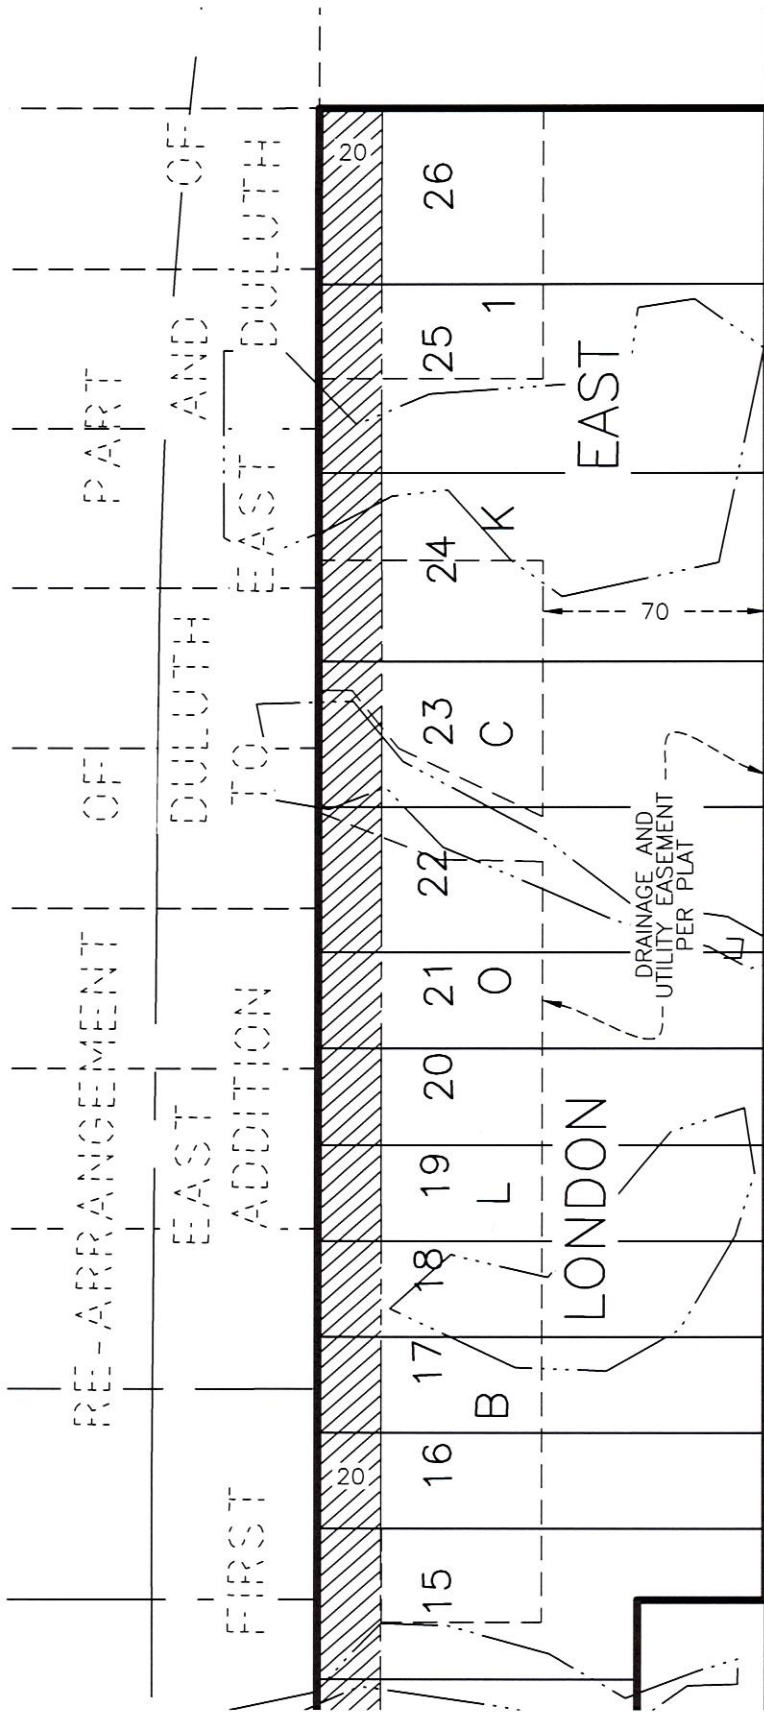 RE-ARRANGEMENT OF PART
EAST DULUTH AND OF
FIRST ADDITION TO EAST DULUTH
20
20
15 16 17 18 19 20 21 22 23 24 25 26
B L O C K 1
LONDON EAST
70
DRAINAGE AND
UTILITY EASEMENT
PER PLAT